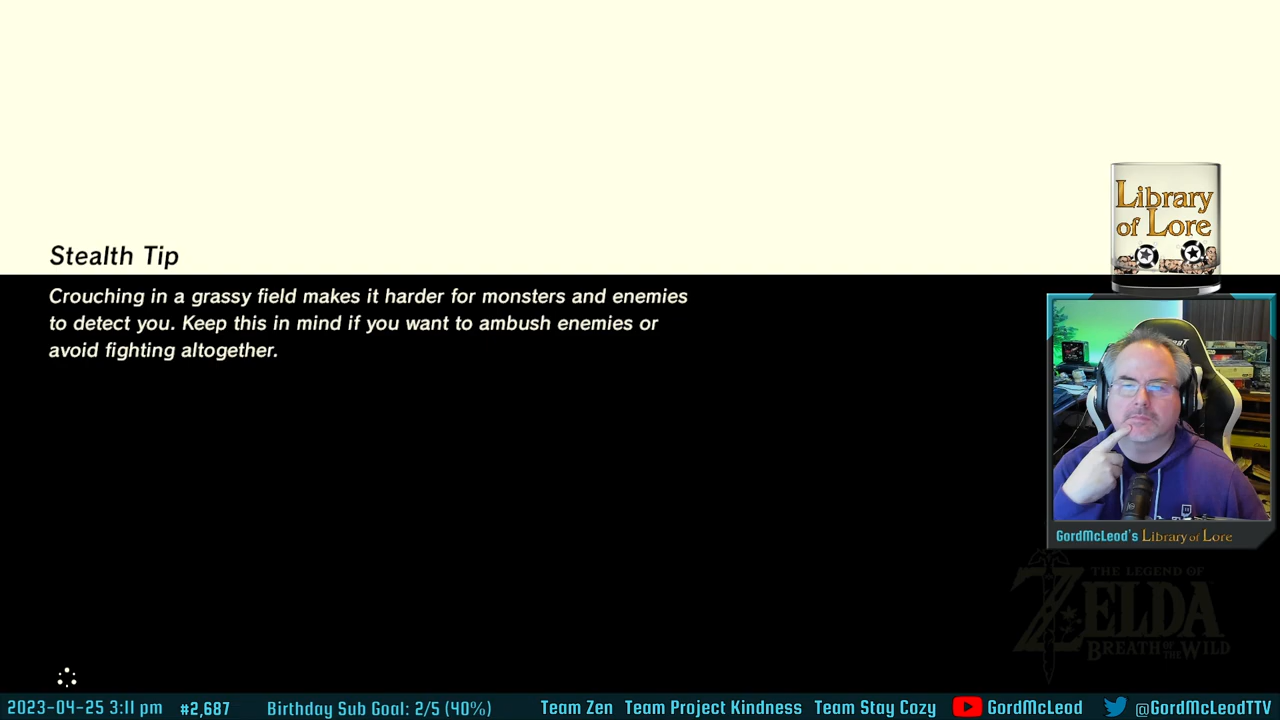 Stealth Tip
Crouching in a grassy field makes it harder for monsters and enemies
to detect you. Keep this in mind if you want to ambush enemies or
avoid fighting altogether.
Library
of Lore
GordMcLeod's Library of Lore
THE LEGEND OF
ZELDA
BREATH OF THE WILD
2023-04-25 3:11 pm #2,687 Birthday Sub Goal: 2/5 (40%) Team Zen Team Project Kindness Team Stay Cozy GordMcLeod @GordMcLeodTTV